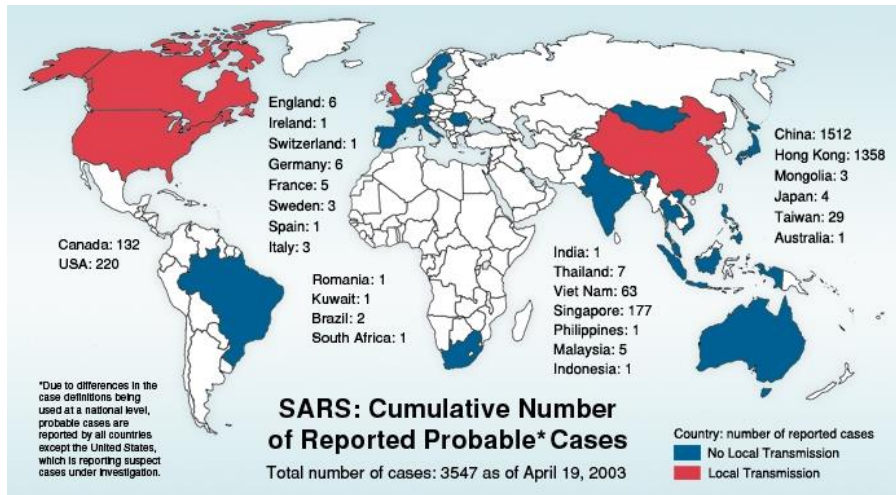 England: 6
Ireland: 1
Switzerland: 1
Germany: 6
France: 5
Sweden: 3
Spain: 1
Italy: 3
China: 1512
Hong Kong: 1358
Mongolia: 3
Japan: 4
Taiwan: 29
Australia: 1
Canada: 132
USA: 220
Romania: 1
Kuwait: 1
Brazil: 2
South Africa: 1
India: 1
Thailand: 7
Viet Nam: 63
Singapore: 177
Philippines: 1
Malaysia: 5
Indonesia: 1
*Due to differences in the
case definitions being
used at a national level,
probable cases are
reported by all countries
except the United States,
which is reporting suspect
cases under investigation.
SARS: Cumulative Number
of Reported Probable* Cases
Total number of cases: 3547 as of April 19, 2003
Country: number of reported cases
No Local Transmission
Local Transmission